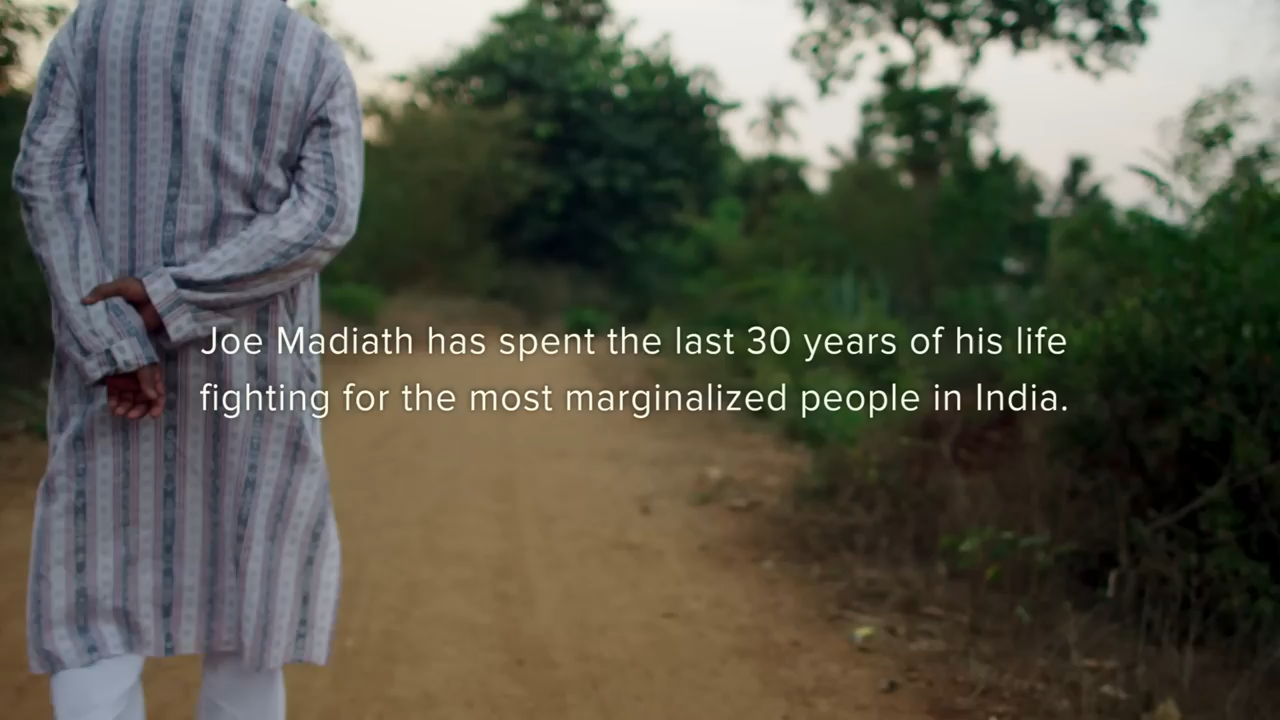 Joe Madiath has spent the last 30 years of his life
fighting for the most marginalized people in India.